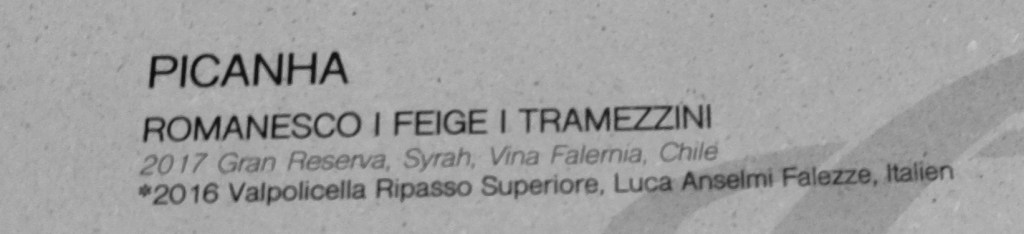 PICANHA
ROMANESCO I FEIGE I TRAMEZZINI
2017 Gran Reserva, Syrah, Vina Falernia, Chile
*2016 Valpolicella Ripasso Superiore, Luca Anselmi Falezze, Italien